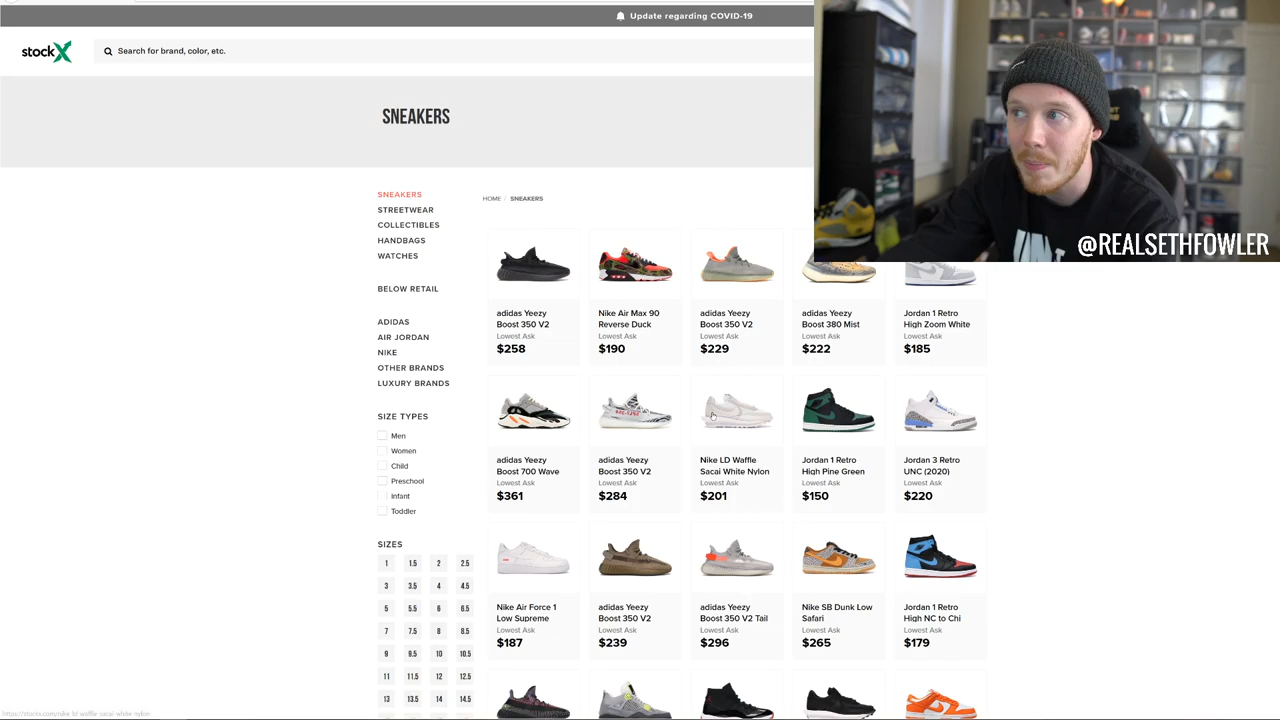 Update regarding COVID-19
stockX
Search for brand, color, etc.
SNEAKERS
@REALSETHFOWLER
SNEAKERS
STREETWEAR
COLLECTIBLES
HANDBAGS
WATCHES
BELOW RETAIL
ADIDAS
AIR JORDAN
NIKE
OTHER BRANDS
LUXURY BRANDS
SIZE TYPES
Men
Women
Child
Preschool
Infant
Toddler
SIZES
1 1.5 2 2.5
3 3.5 4 4.5
5 5.5 6 6.5
7 7.5 8 8.5
9 9.5 10 10.5
11 11.5 12 12.5
13 13.5 14 14.5
HOME / SNEAKERS
adidas Yeezy
Boost 350 V2
Lowest Ask
$258
Nike Air Max 90
Reverse Duck
Lowest Ask
$190
adidas Yeezy
Boost 350 V2
Lowest Ask
$229
adidas Yeezy
Boost 380 Mist
Lowest Ask
$222
Jordan 1 Retro
High Zoom White
Lowest Ask
$185
adidas Yeezy
Boost 700 Wave
Lowest Ask
$361
adidas Yeezy
Boost 350 V2
Lowest Ask
$284
Nike LD Waffle
Sacai White Nylon
Lowest Ask
$201
Jordan 1 Retro
High Pine Green
Lowest Ask
$150
Jordan 3 Retro
UNC (2020)
Lowest Ask
$220
Nike Air Force 1
Low Supreme
Lowest Ask
$187
adidas Yeezy
Boost 350 V2
Lowest Ask
$239
adidas Yeezy
Boost 350 V2 Tail
Lowest Ask
$296
Nike SB Dunk Low
Safari
Lowest Ask
$265
Jordan 1 Retro
High NC to Chi
Lowest Ask
$179
https://stockx.com/nike-ld-waffle-sacai-white-nylon